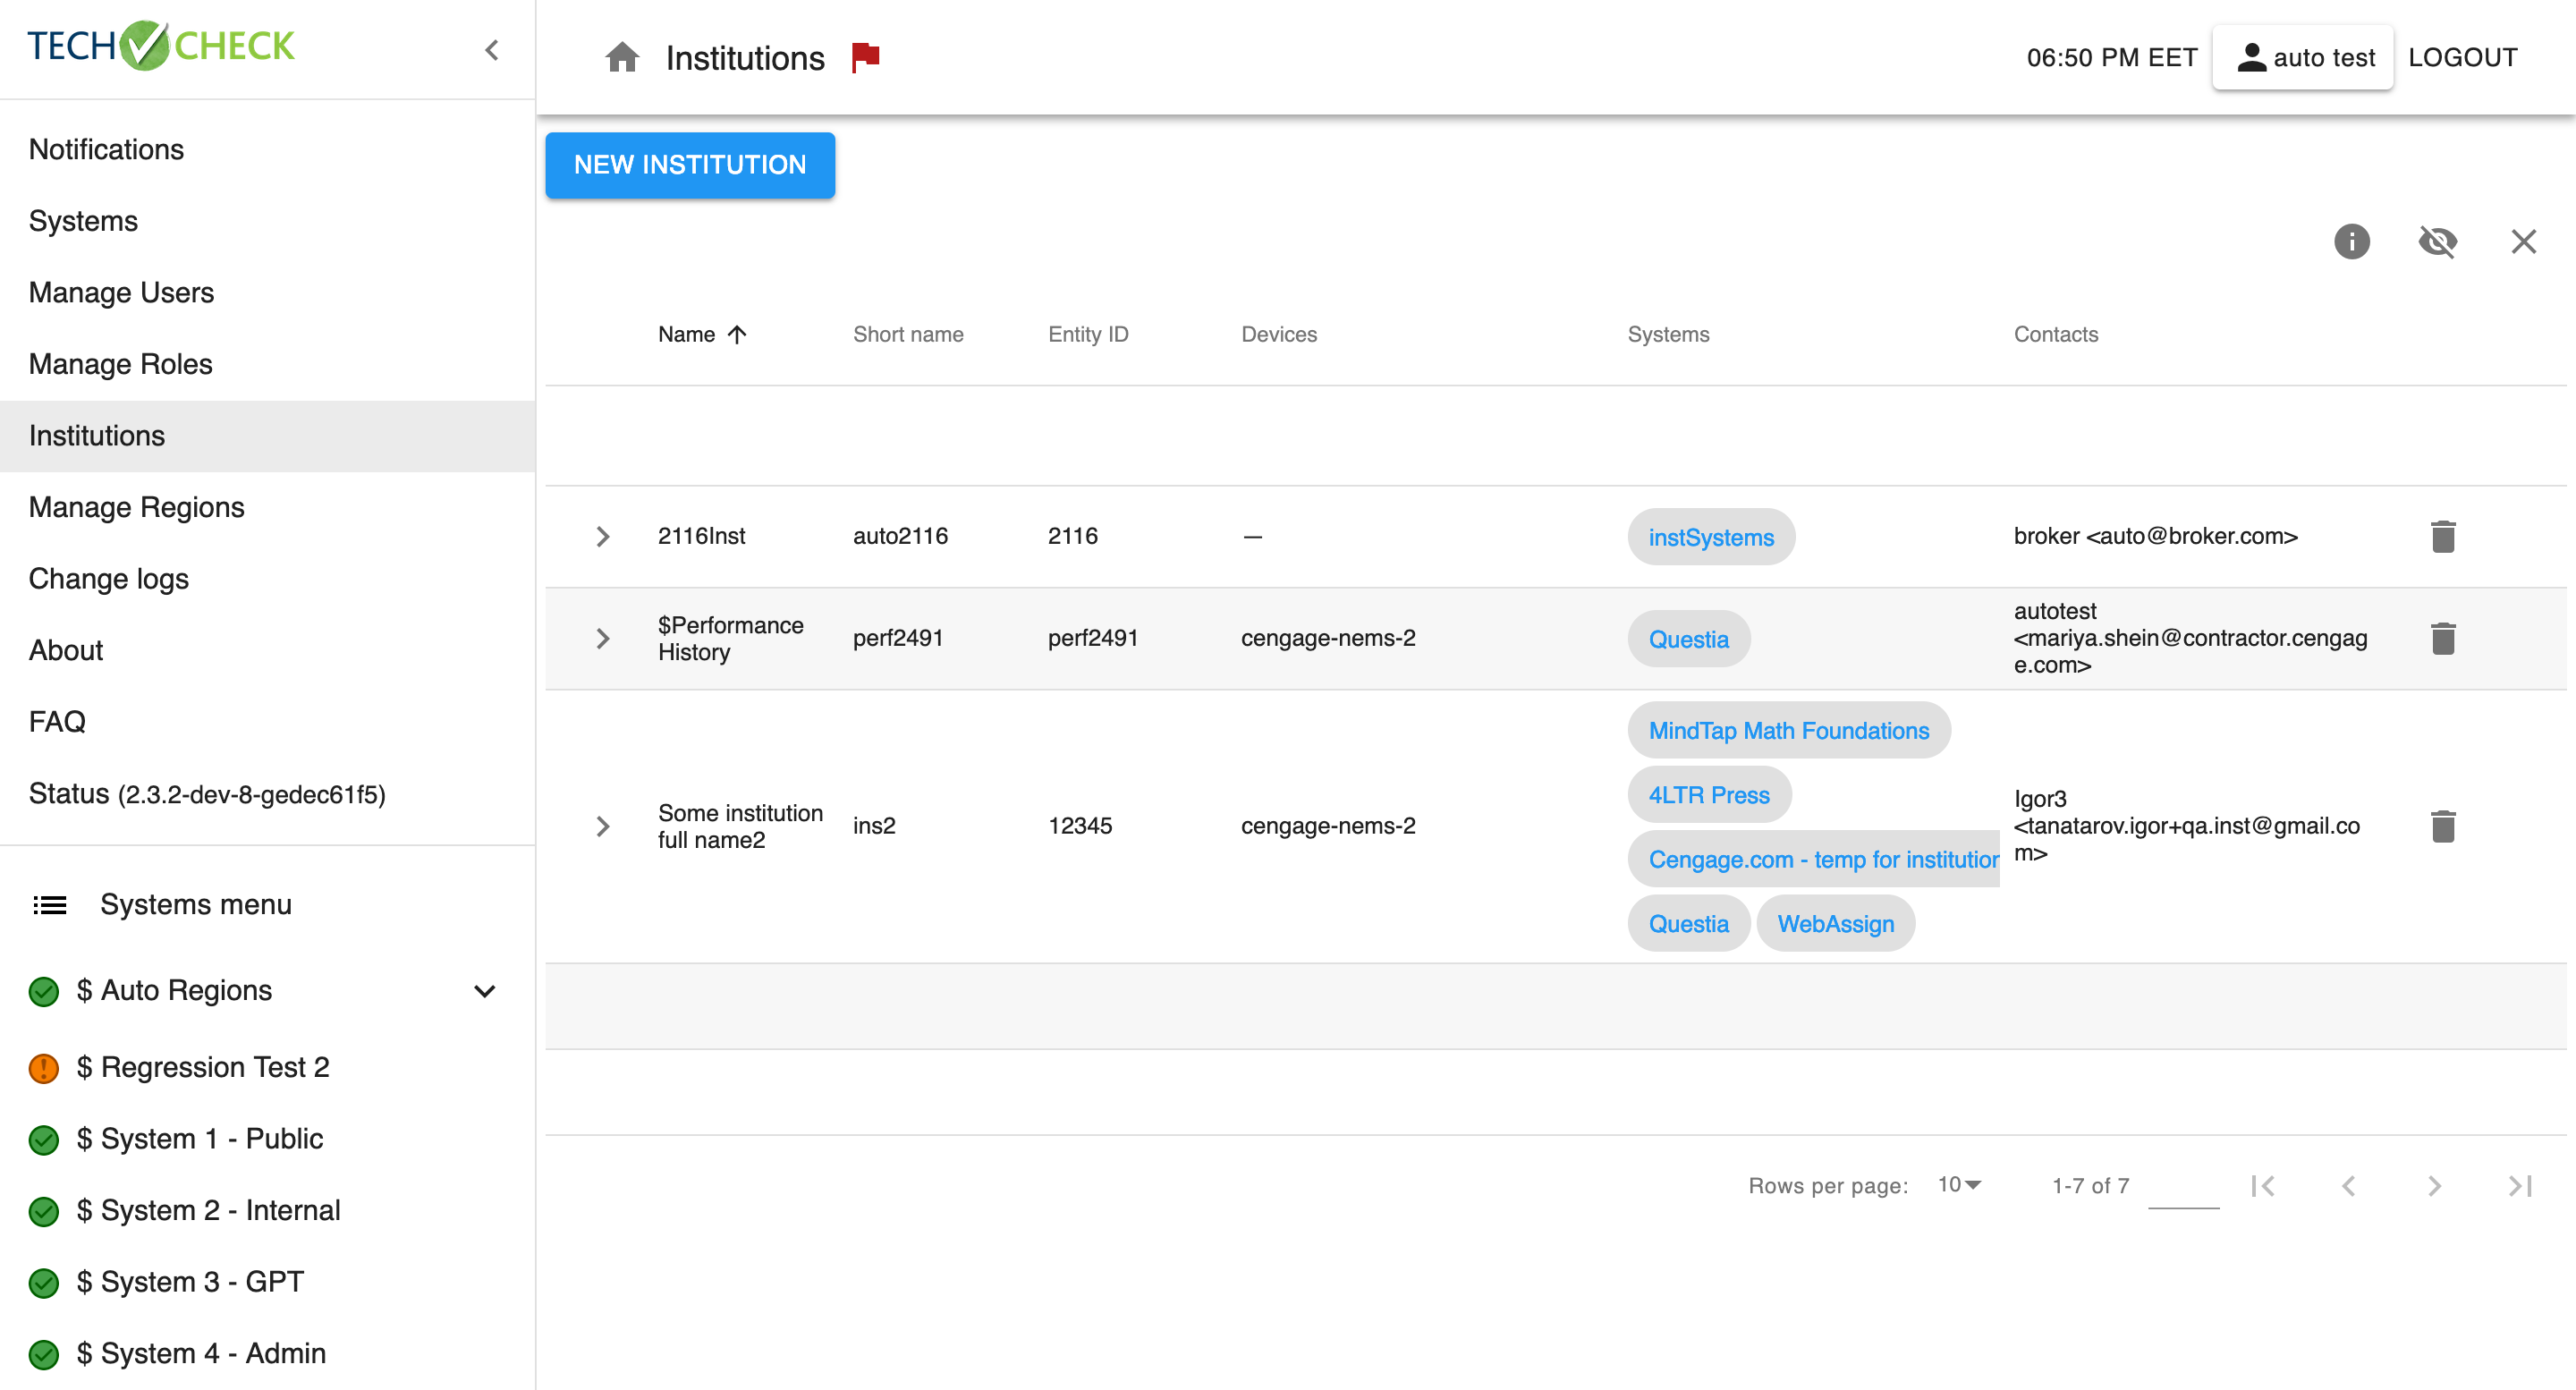 TECH CHECK
Notifications
Systems
Manage Users
Manage Roles
Institutions
Manage Regions
Change logs
About
FAQ
Status (2.3.2-dev-8-gedec61f5)
Systems menu
$ Auto Regions
$ Regression Test 2
$ System 1 - Public
$ System 2 - Internal
$ System 3 - GPT
$ System 4 - Admin
Institutions
06:50 PM EET
auto test
LOGOUT
NEW INSTITUTION
Name
Short name
Entity ID
Devices
Systems
Contacts
2116Inst
auto2116
2116
—
instSystems
broker <auto@broker.com>
$Performance
History
perf2491
perf2491
cengage-nems-2
Questia
autotest
<mariya.shein@contractor.cengag
e.com>
Some institution
full name2
ins2
12345
cengage-nems-2
MindTap Math Foundations
4LTR Press
Cengage.com - temp for institution
Questia
WebAssign
Igor3
<tanatarov.igor+qa.inst@gmail.co
m>
Rows per page:
10
1-7 of 7